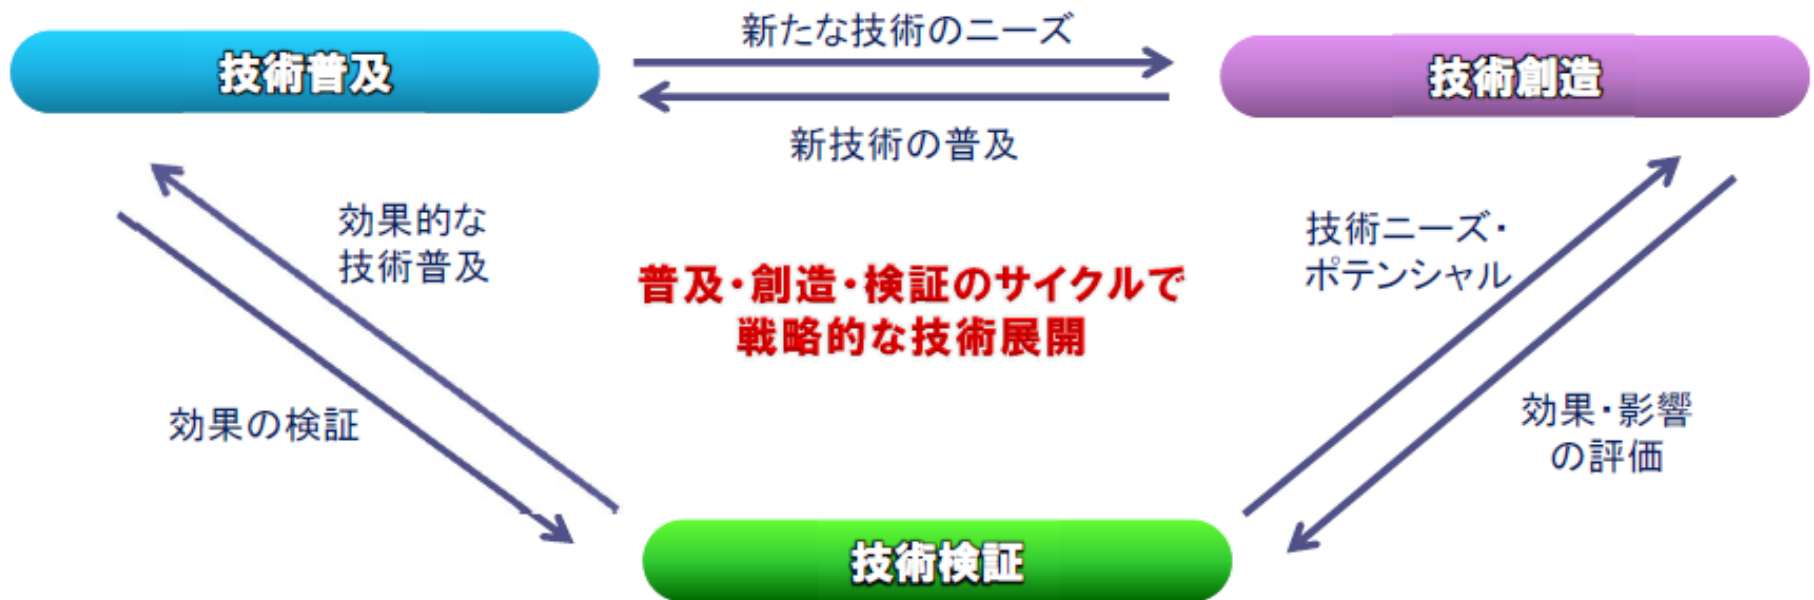 新たな技術のニーズ
技術普及
技術創造
新技術の普及
効果的な
技術普及
技術ニーズ・
ポテンシャル
普及・創造・検証のサイクルで
戦略的な技術展開
効果の検証
効果・影響
の評価
技術検証